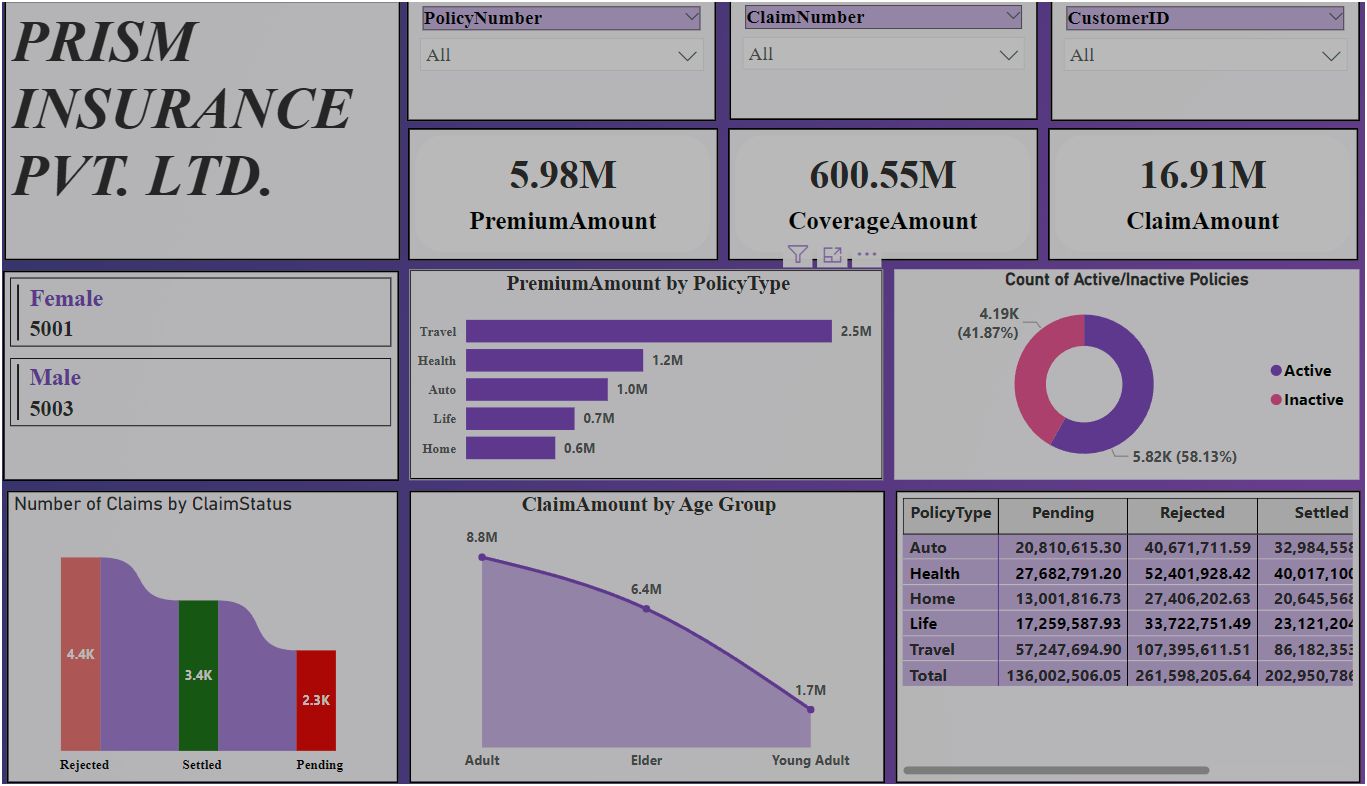 PRISM
INSURANCE
PVT. LTD.
PolicyNumber
All
ClaimNumber
All
CustomerID
All
5.98M
PremiumAmount
600.55M
CoverageAmount
16.91M
ClaimAmount
Female
5001
Male
5003
PremiumAmount by PolicyType
Travel 2.5M
Health 1.2M
Auto 1.0M
Life 0.7M
Home 0.6M
Count of Active/Inactive Policies
4.19K
(41.87%)
5.82K (58.13%)
Active
Inactive
Number of Claims by ClaimStatus
4.4K
3.4K
2.3K
Rejected Settled Pending
ClaimAmount by Age Group
8.8M
6.4M
1.7M
Adult Elder Young Adult
PolicyType Pending Rejected Settled
Auto 20,810,615.30 40,671,711.59 32,984,558
Health 27,682,791.20 52,401,928.42 40,017,100
Home 13,001,816.73 27,406,202.63 20,645,568
Life 17,259,587.93 33,722,751.49 23,121,204
Travel 57,247,694.90 107,395,611.51 86,182,353
Total 136,002,506.05 261,598,205.64 202,950,786